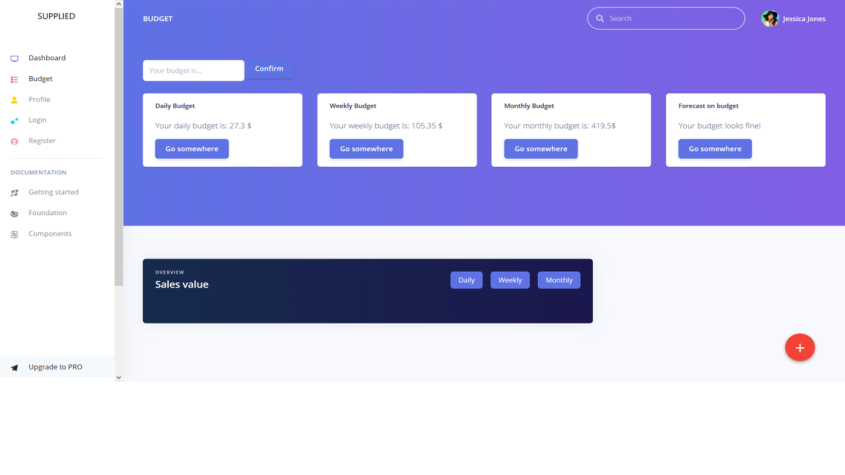 SUPPLIED
Dashboard
Budget
Profile
Login
Register
DOCUMENTATION
Getting started
Foundation
Components
Upgrade to PRO
BUDGET
Search
Jessica Jones
Your budget is...
Confirm
Daily Budget
Your daily budget is: 27.3 $
Go somewhere
Weekly Budget
Your weekly budget is: 105.35 $
Go somewhere
Monthly Budget
Your monthly budget is: 419.5$
Go somewhere
Forecast on budget
Your budget looks fine!
Go somewhere
OVERVIEW
Sales value
Daily
Weekly
Monthly
+